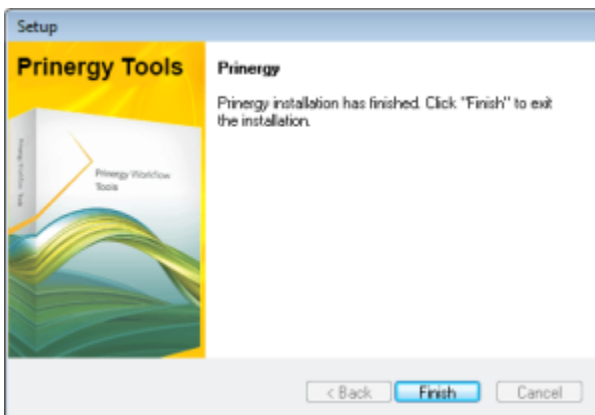 Setup
Prinergy Tools
Prinergy
Prinergy installation has finished. Click "Finish" to exit
the installation.
Prinergy Workflow
Tools
< Back
Finish
Cancel